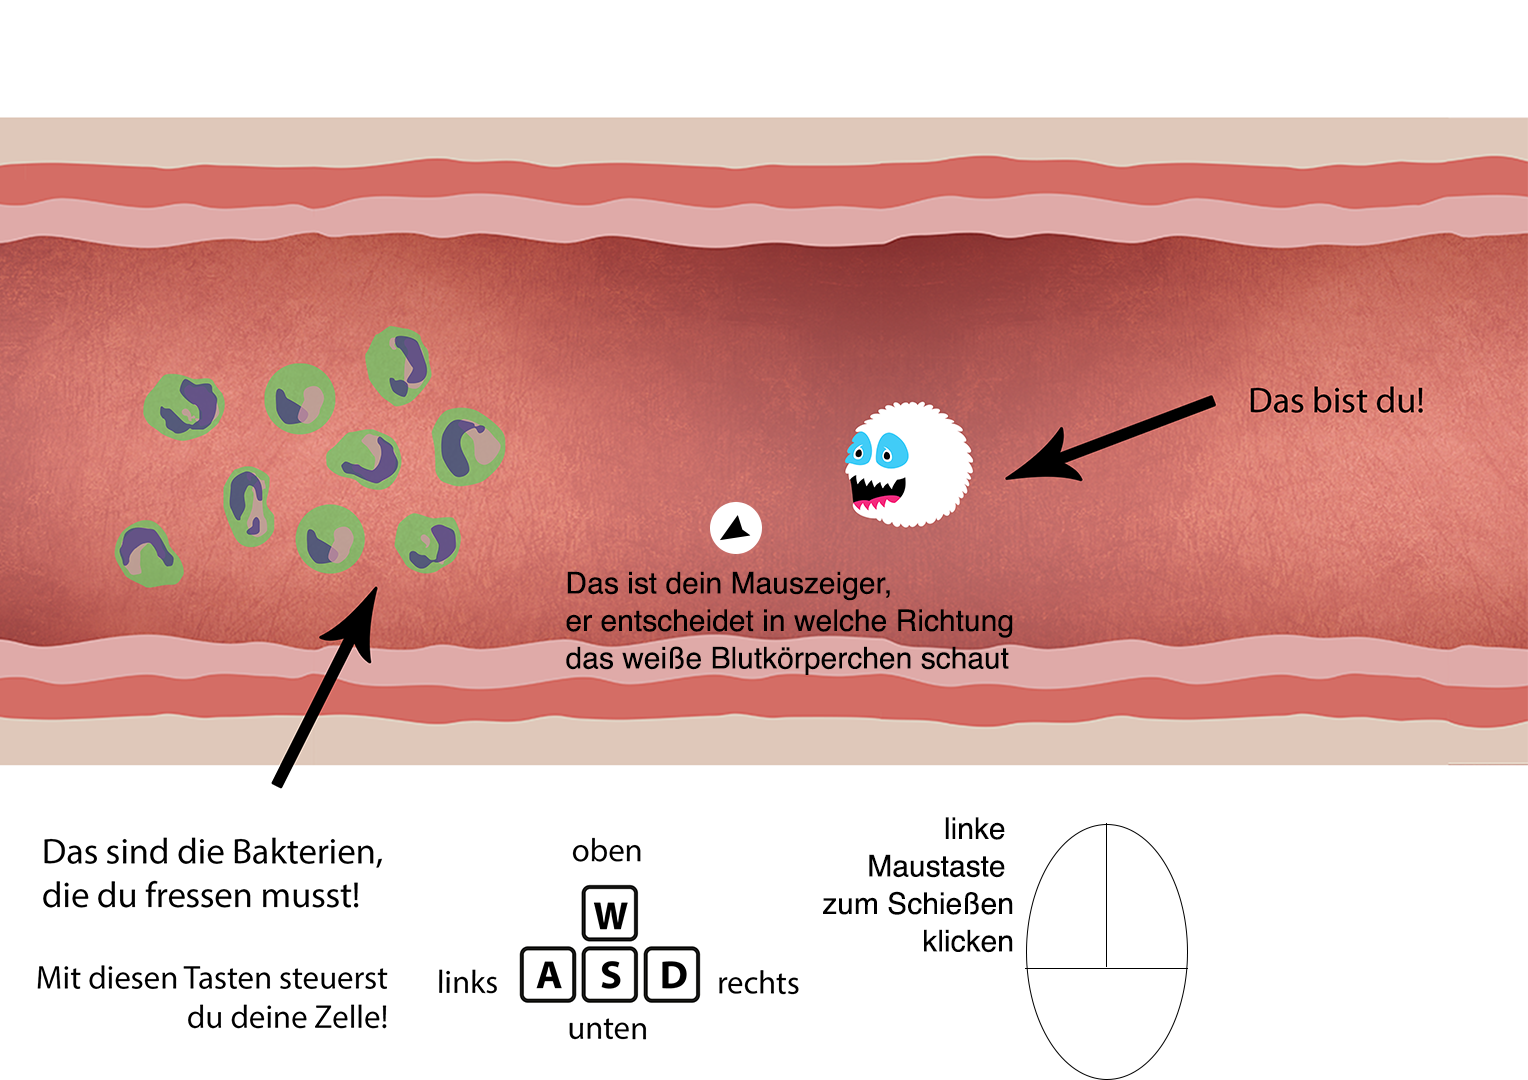 Das bist du!
Das ist dein Mauszeiger,
er entscheidet in welche Richtung
das weiße Blutkörperchen schaut
Das sind die Bakterien,
die du fressen musst!
Mit diesen Tasten steuerst
du deine Zelle!
oben
W
links
A S D
rechts
unten
linke
Maustaste
zum Schießen
klicken